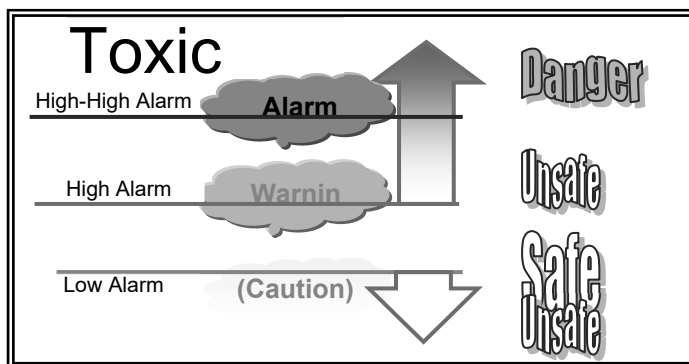 Toxic
Danger
High-High Alarm
Alarm
High Alarm
Warnin
Unsafe
Safe
Low Alarm
(Caution)
Unsafe